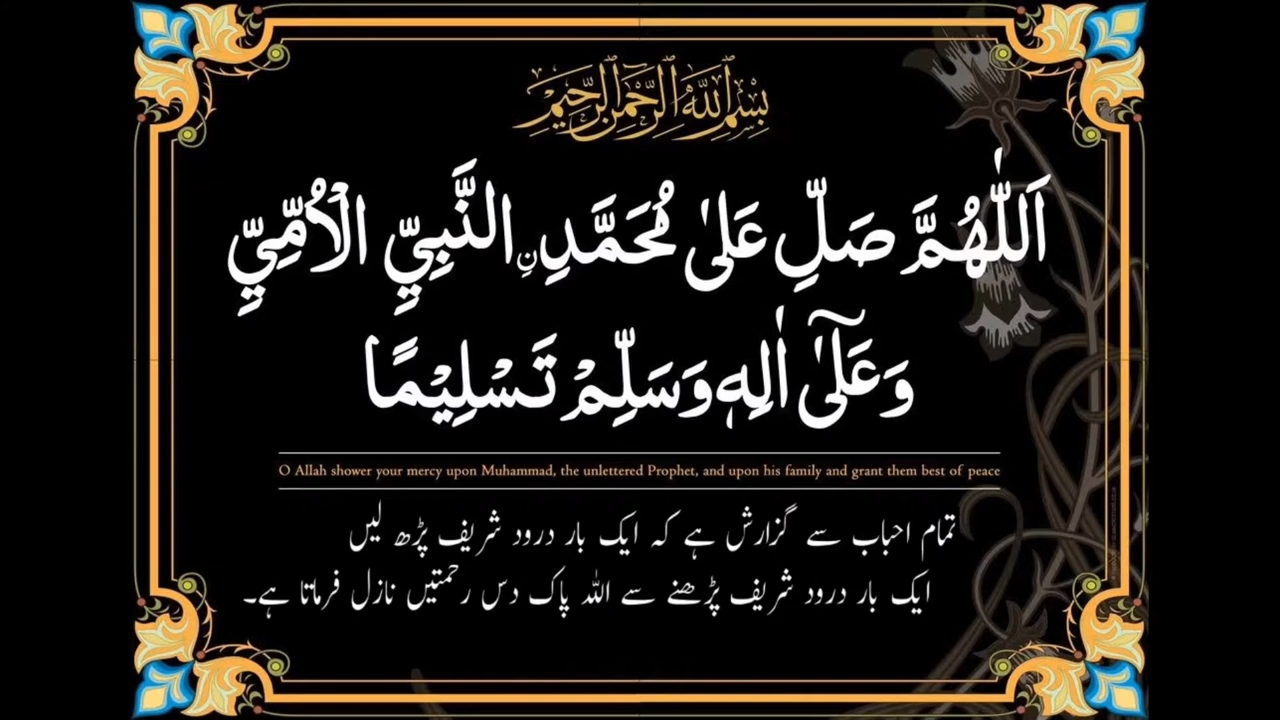 بِسْمِ اللّٰهِ الرَّحْمٰنِ الرَّحِيْمِ
اَللّٰهُمَّ صَلِّ عَلٰى مُحَمَّدِ نِ النَّبِيِّ الْاُمِّيِّ
وَعَلٰٓى اٰلِهٖ وَسَلِّمْ تَسْلِيْمًا
O Allah shower your mercy upon Muhammad, the unlettered Prophet, and upon his family and grant them best of peace
تمام احباب سے گزارش ہے کہ ایک بار درود شریف پڑھ لیں
ایک بار درود شریف پڑھنے سے اللہ پاک دس رحمتیں نازل فرماتا ہے۔